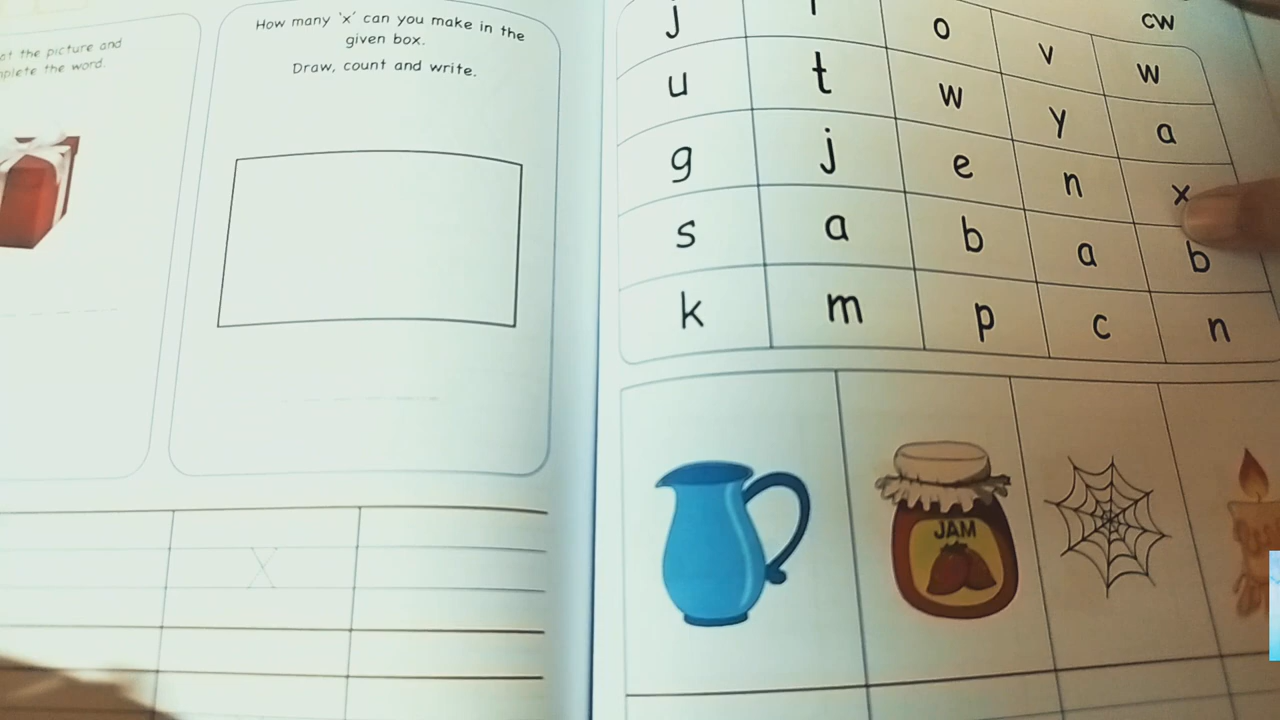 at the picture and
mplete the word.
How many 'x' can you make in the
given box.
Draw, count and write.
X
CW
j o v w
u t w y a
g j e n x
s a b a b
k m p c n
JAM